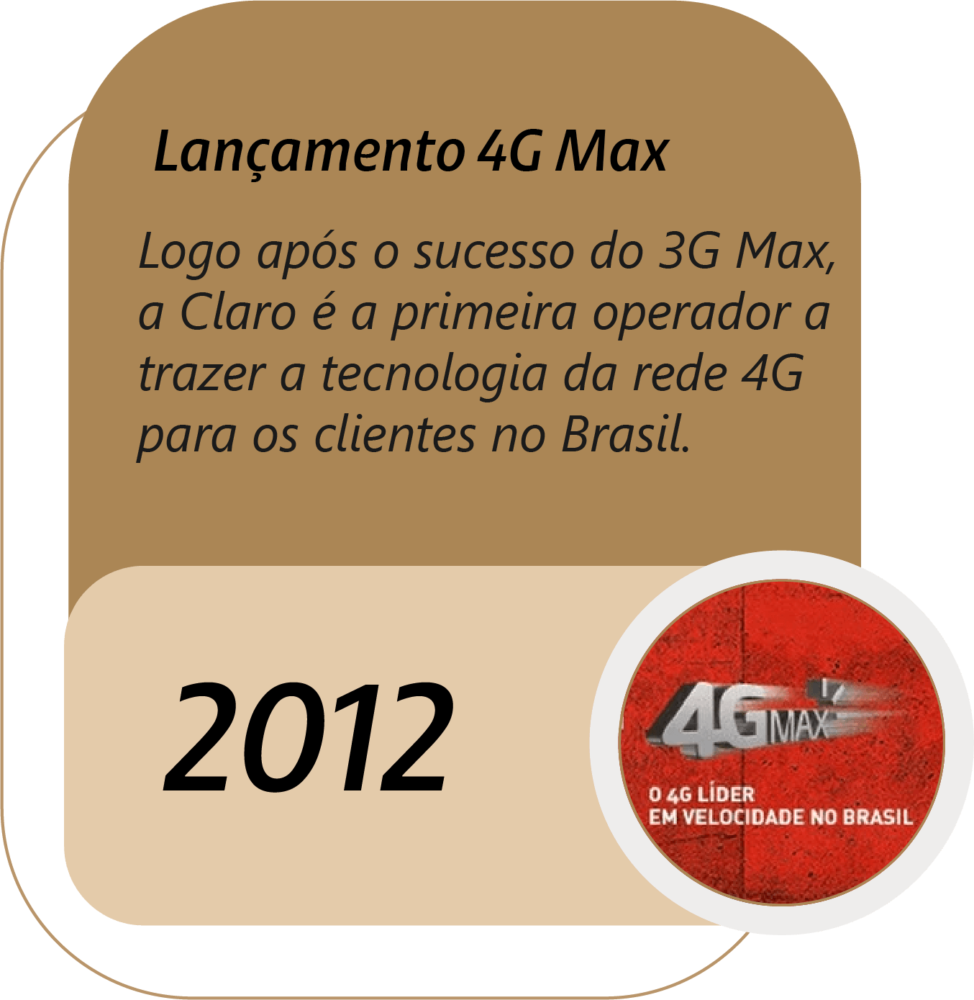 Lançamento 4G Max
Logo após o sucesso do 3G Max,
a Claro é a primeira operador a
trazer a tecnologia da rede 4G
para os clientes no Brasil.
2012
4G MAX
O 4G LÍDER
EM VELOCIDADE NO BRASIL